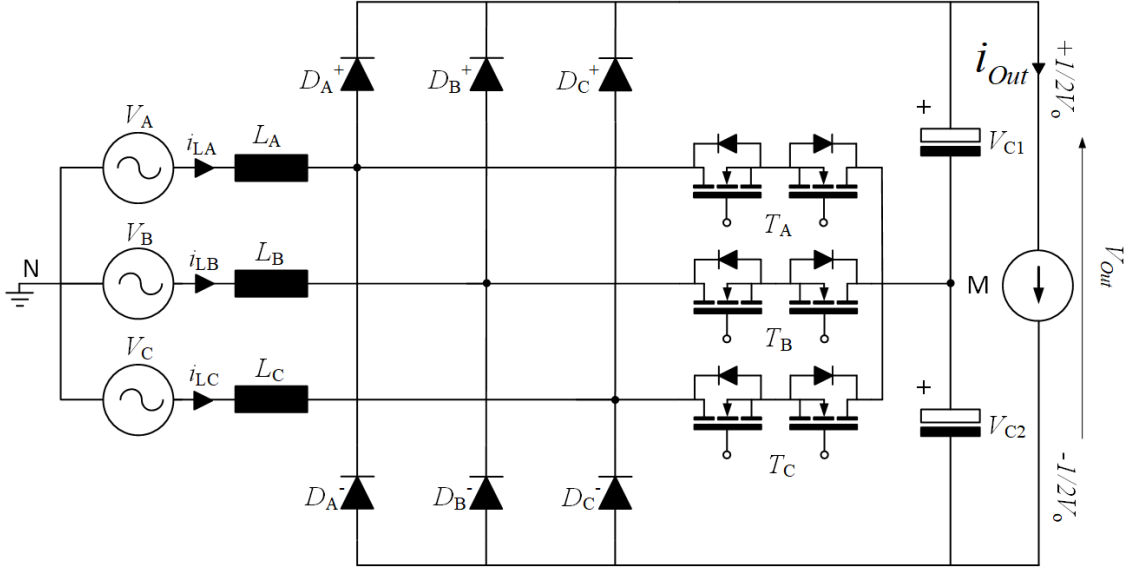 D_A^+
D_B^+
D_C^+
i_Out
+1/2V_o
V_A
i_LA
L_A
+
V_C1
T_A
V_B
i_LB
L_B
N
M
V_Out
T_B
V_C
i_LC
L_C
+
V_C2
T_C
D_A^-
D_B^-
D_C^-
-1/2V_o